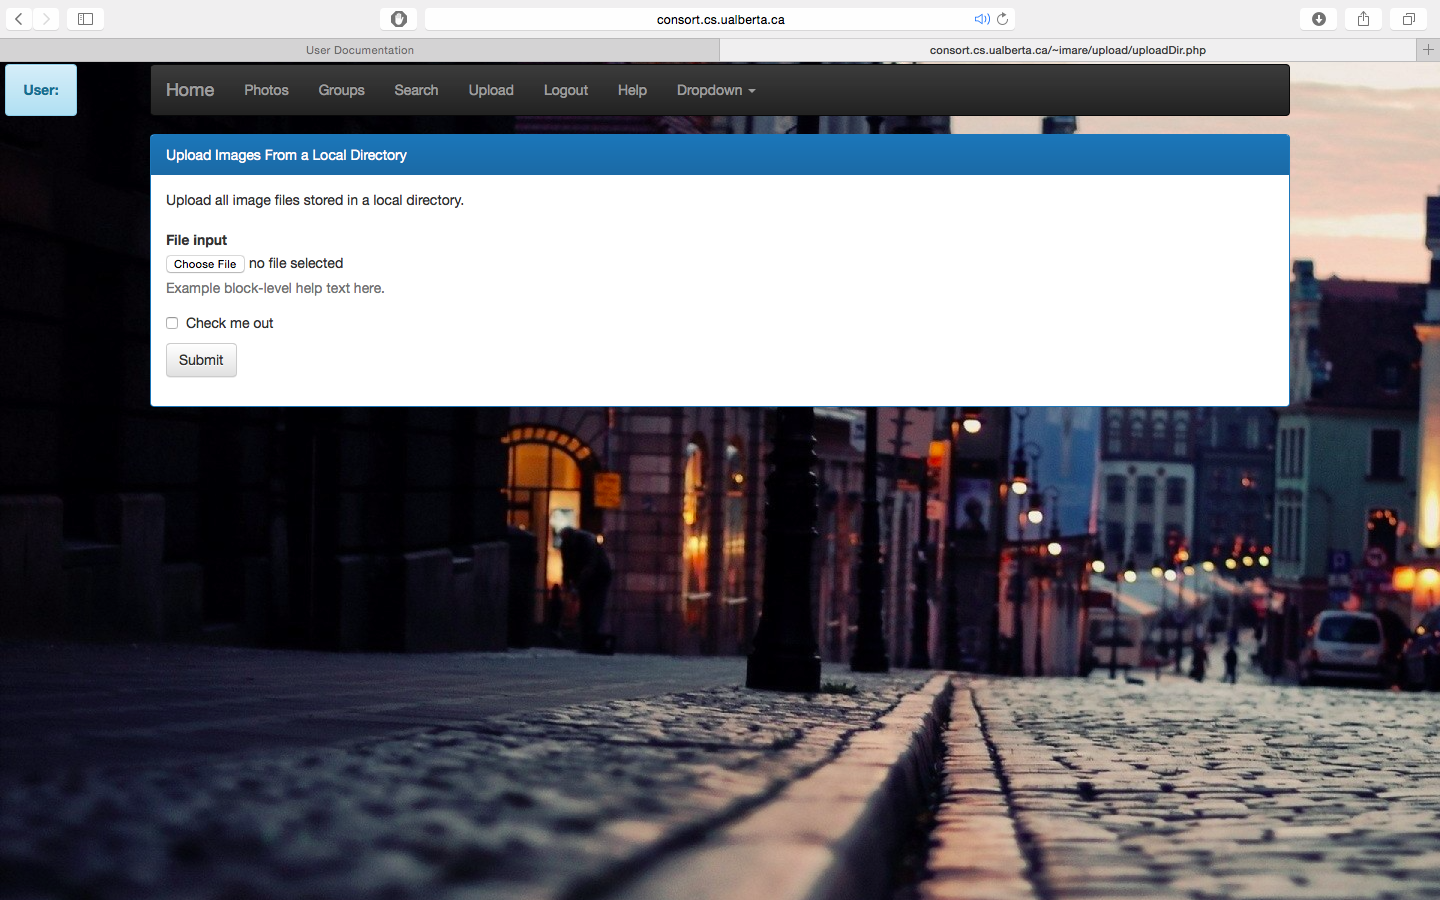 consort.cs.ualberta.ca
User Documentation
consort.cs.ualberta.ca/~imare/upload/uploadDir.php
User:
Home Photos Groups Search Upload Logout Help Dropdown
Upload Images From a Local Directory
Upload all image files stored in a local directory.
File input
Choose File no file selected
Example block-level help text here.
Check me out
Submit